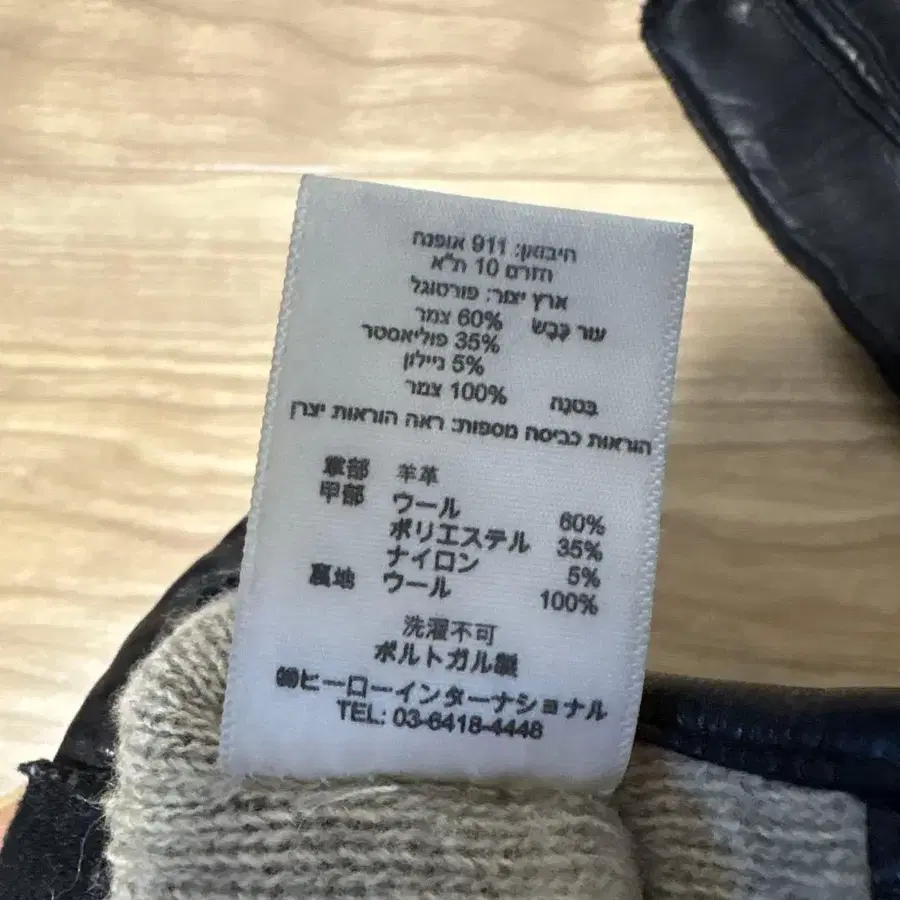 חיבואן: 911 אופנה
הזרם 10 ת"א
ארץ יצור: פורטוגל
עור כֶּבֶשׂ 60% צמר
35% פוליאסטר
5% ניילון
בִּטנָה 100% צמר
הוראות כביסה מספות: ראה הוראות יצרן
掌部 羊革
甲部 ウール 60%
ポリエステル 35%
ナイロン 5%
裏地 ウール 100%
洗濯不可
ポルトガル製
㈱ヒーローインターナショナル
TEL: 03-6418-4448